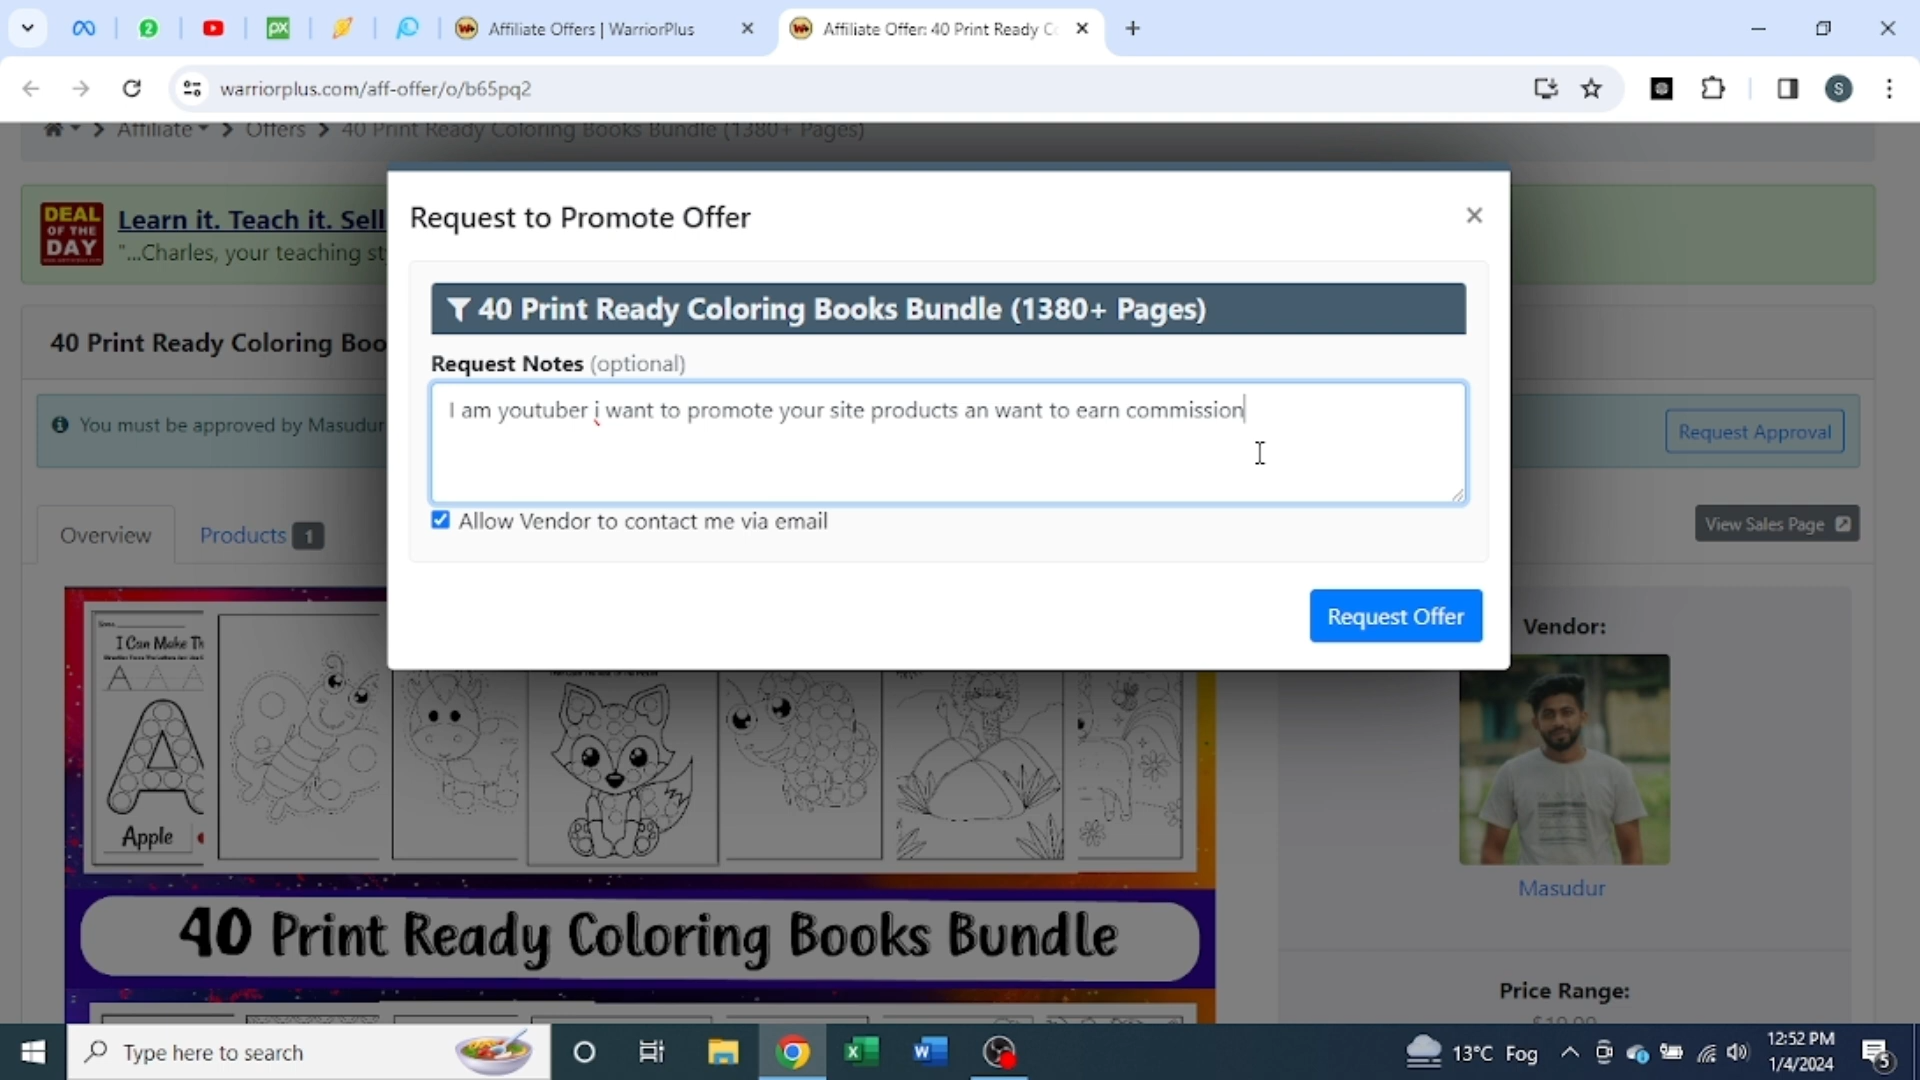 Affiliate Offers | WarriorPlus
Affiliate Offer: 40 Print Ready Co
warriorplus.com/aff-offer/o/b65pq2
S
Affiliate > Offers > 40 Print Ready Coloring Books Bundle (1380+ Pages)
DEAL OF THE DAY
Learn it. Teach it. Sell
"...Charles, your teaching st
Request to Promote Offer
×
40 Print Ready Coloring Books Bundle (1380+ Pages)
Request Notes (optional)
I am youtuber i want to promote your site products an want to earn commission
Allow Vendor to contact me via email
Request Offer
40 Print Ready Coloring Boo
You must be approved by Masudur
Request Approval
Overview
Products 1
View Sales Page
I Can Make Th
A A A
A
Apple
40 Print Ready Coloring Books Bundle
Vendor:
Masudur
Price Range:
Type here to search
13°C Fog
12:52 PM
1/4/2024
5